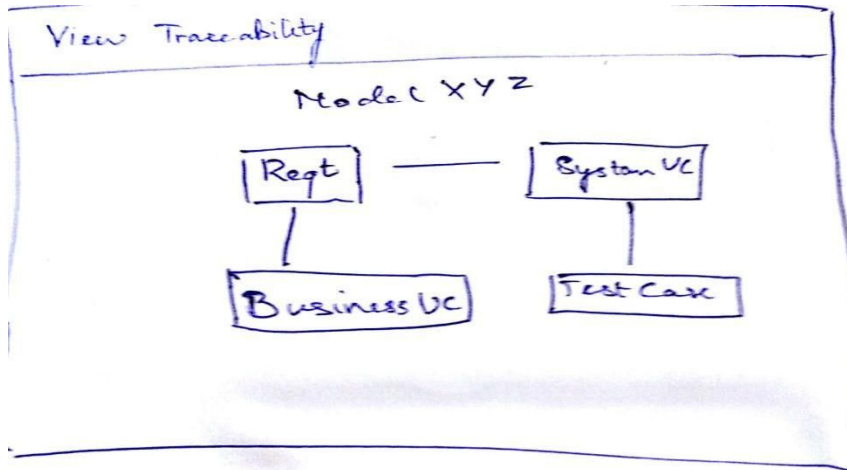 View Traceability
Model XYZ
Reqt
System UC
Business UC
Test Case